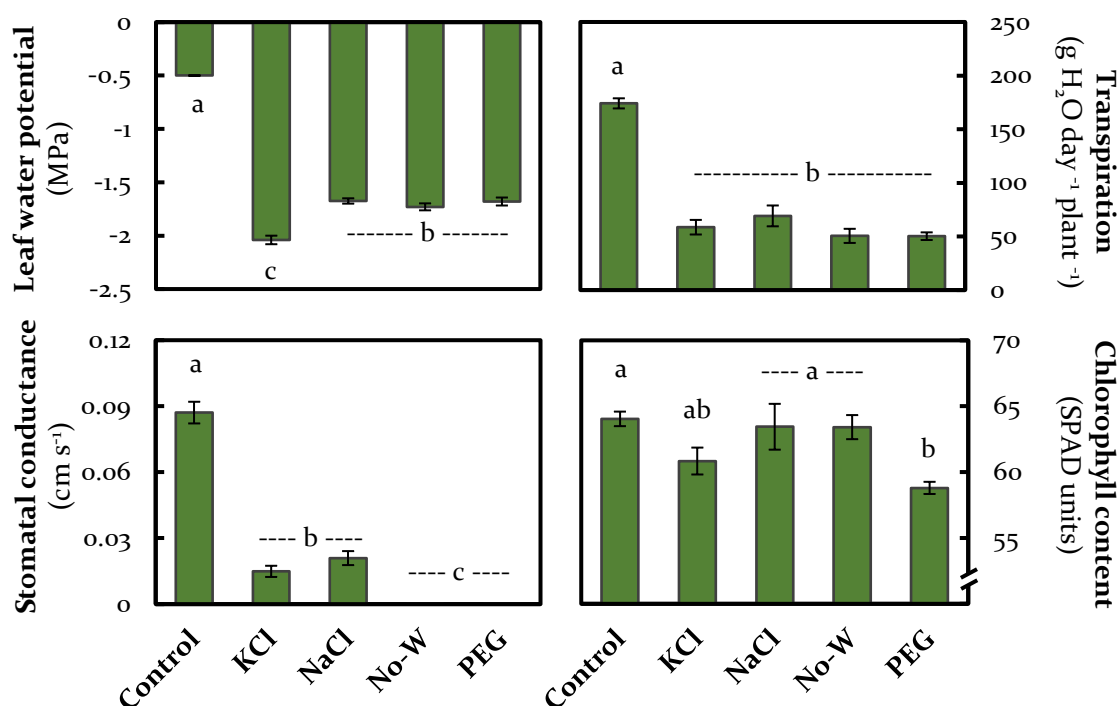 Leaf water potential
(MPa)
0
-0.5
-1
-1.5
-2
-2.5
a
c
b
Transpiration
(g H₂O day⁻¹ plant⁻¹)
250
200
150
100
50
0
a
b
Stomatal conductance
(cm s⁻¹)
0.12
0.09
0.06
0.03
0
a
b
c
Control
KCl
NaCl
No-W
PEG
Chlorophyll content
(SPAD units)
70
65
60
55
a
ab
a
b
Control
KCl
NaCl
No-W
PEG